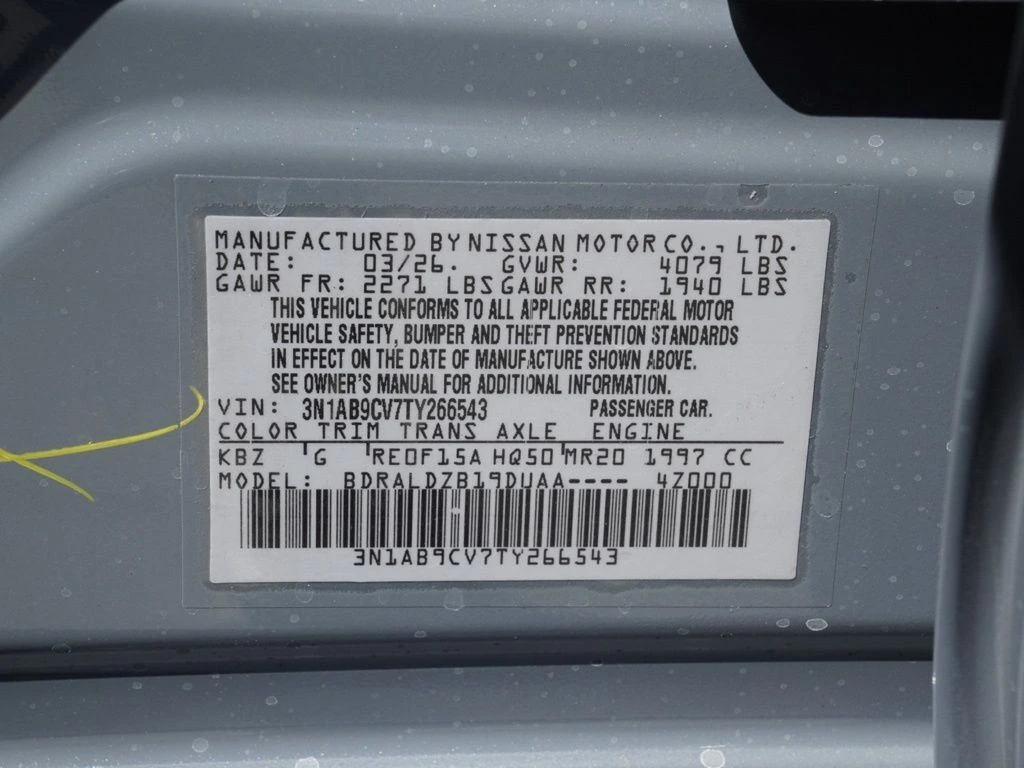 MANUFACTURED BY NISSAN MOTOR CO., LTD.
DATE: 03/26. GVWR: 4079 LBS
GAWR FR: 2271 LBS GAWR RR: 1940 LBS
THIS VEHICLE CONFORMS TO ALL APPLICABLE FEDERAL MOTOR
VEHICLE SAFETY, BUMPER AND THEFT PREVENTION STANDARDS
IN EFFECT ON THE DATE OF MANUFACTURE SHOWN ABOVE.
SEE OWNER'S MANUAL FOR ADDITIONAL INFORMATION.
VIN: 3N1AB9CV7TY266543 PASSENGER CAR.
COLOR TRIM TRANS AXLE ENGINE
KBZ G RE0F15A HQ50 MR20 1997 CC
MODEL: BDRALDZB19DUAA---- 4Z000
3N1AB9CV7TY266543